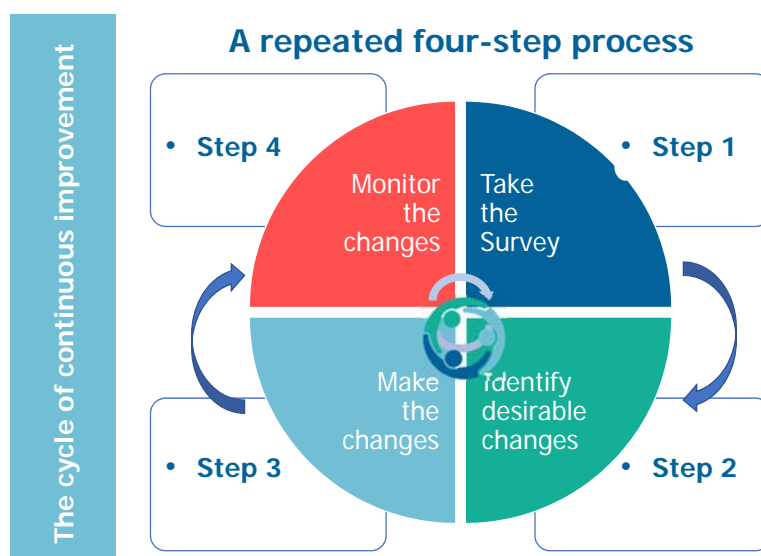 The cycle of continuous improvement
A repeated four-step process
• Step 4
• Step 1
Monitor
the
changes
Take
the
Survey
Make
the
changes
Identify
desirable
changes
• Step 3
• Step 2